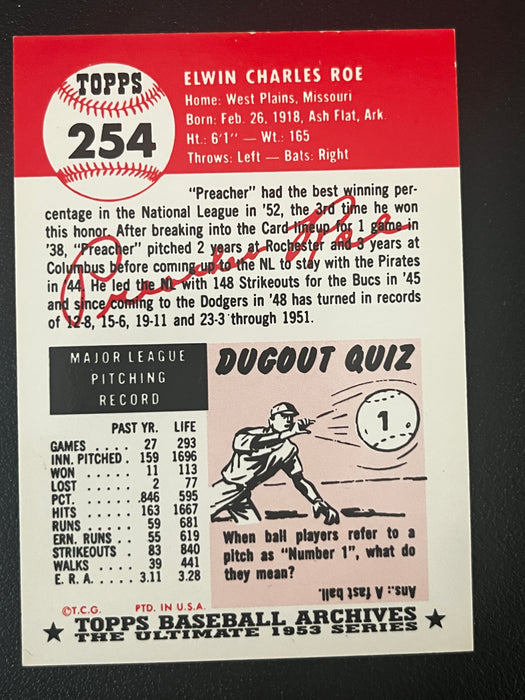 TOPPS
254
ELWIN CHARLES ROE
Home: West Plains, Missouri
Born: Feb. 26, 1918, Ash Flat, Ark.
Ht.: 6'1" — Wt.: 165
Throws: Left — Bats: Right
"Preacher" had the best winning per-
centage in the National League in '52, the 3rd time he won
this honor. After breaking into the Card lineup for 1 game in
'38, "Preacher" pitched 2 years at Rochester and 3 years at
Columbus before coming up to the NL to stay with the Pirates
in '44. He led the NL with 148 Strikeouts for the Bucs in '45
and since coming to the Dodgers in '48 has turned in records
of 12-8, 15-6, 19-11 and 23-3 through 1951.
Preacher Roe
MAJOR LEAGUE
PITCHING
RECORD
PAST YR. LIFE
GAMES . . . . 27 293
INN. PITCHED . 159 1696
WON . . . . . 11 113
LOST . . . . . 2 77
PCT. . . . . . .846 595
HITS . . . . . 163 1667
RUNS . . . . . 59 681
ERN. RUNS . . 55 619
STRIKEOUTS . . 83 840
WALKS . . . . 39 441
E. R. A. . . . . 3.11 3.28
DUGOUT QUIZ
1
When ball players refer to a
pitch as "Number 1", what do
they mean?
Ans.: A fast ball.
©T.C.G. PTD. IN U.S.A.
★ TOPPS BASEBALL ARCHIVES ★
THE ULTIMATE 1953 SERIES